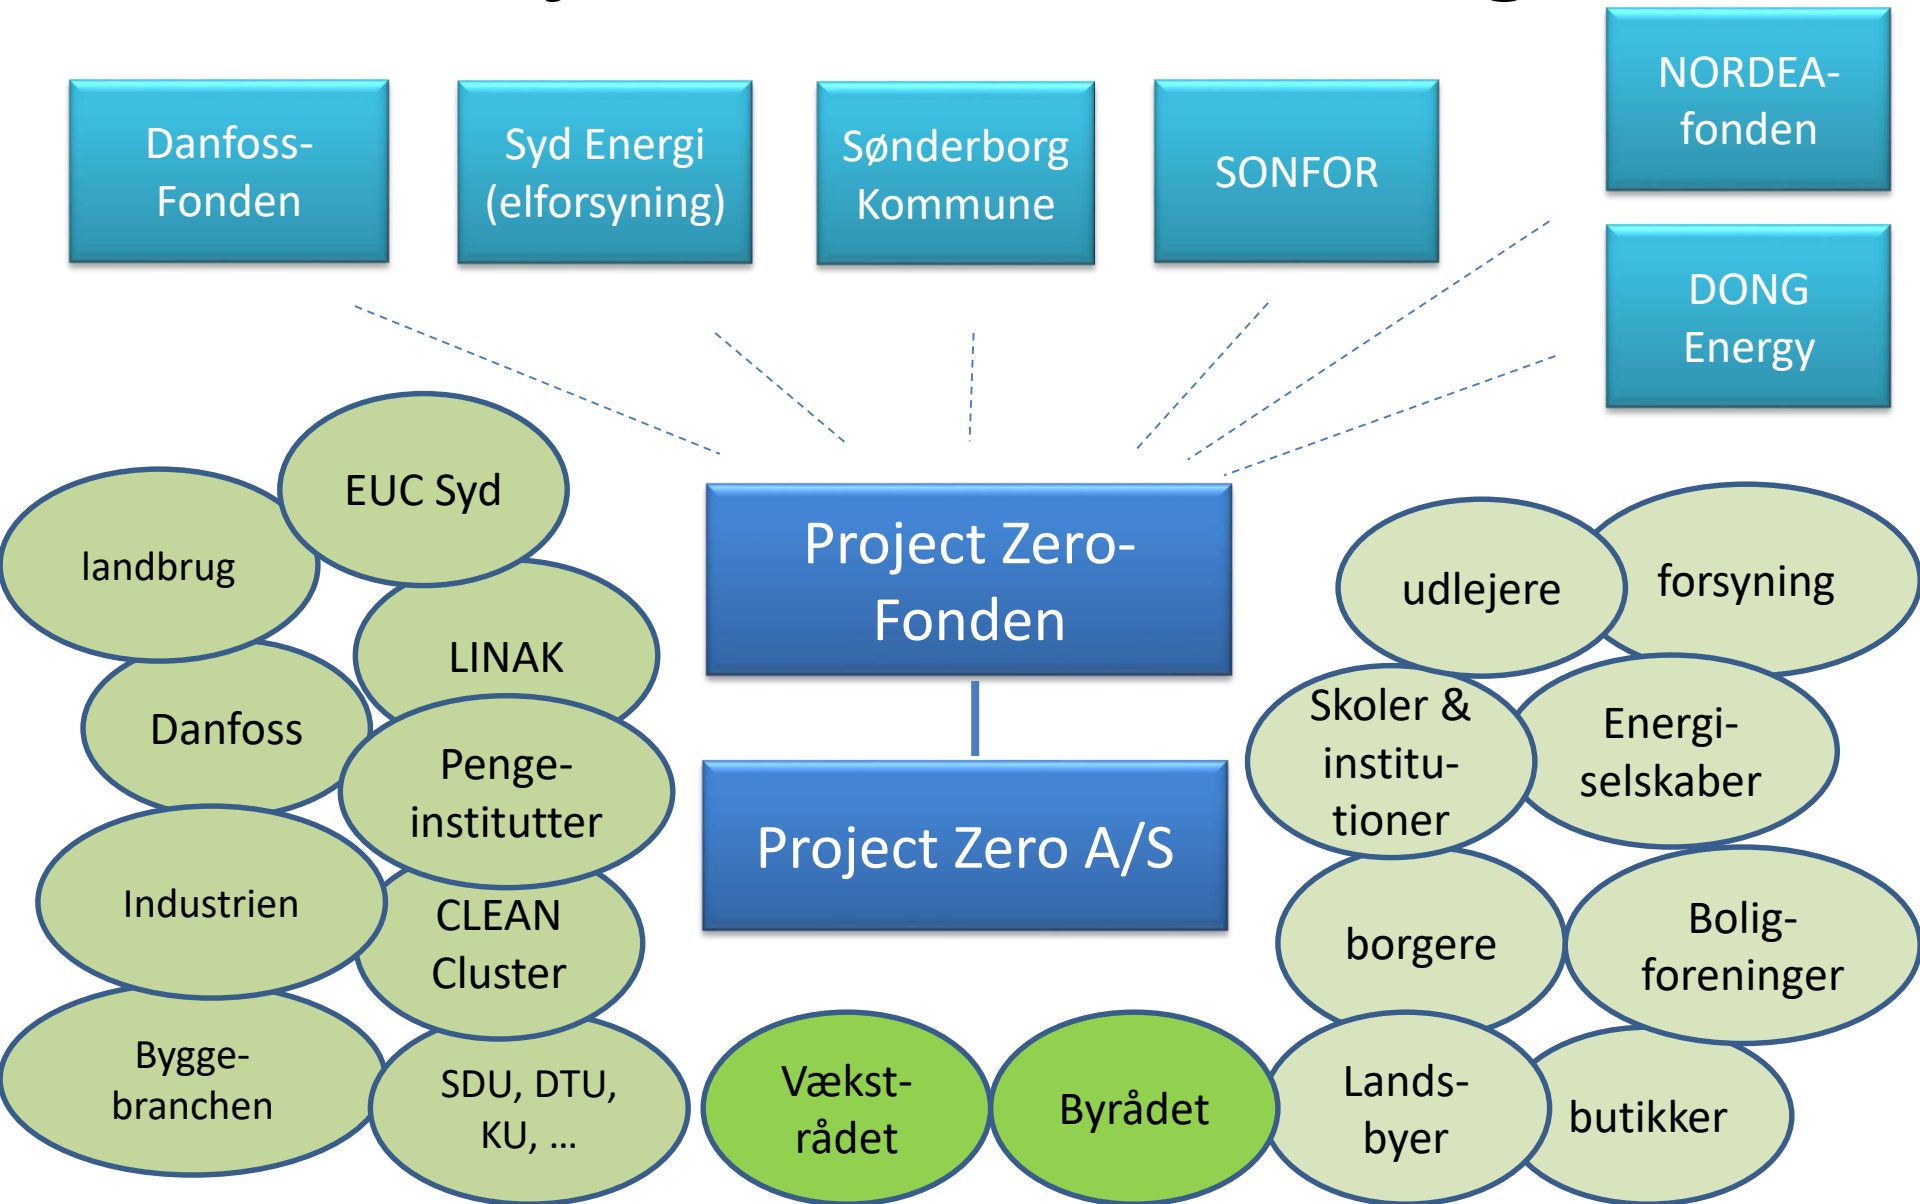 Danfoss-
Fonden
Syd Energi
(elforsyning)
Sønderborg
Kommune
SONFOR
NORDEA-
fonden
DONG
Energy
EUC Syd
landbrug
LINAK
Danfoss
Penge-
institutter
Industrien
CLEAN
Cluster
Bygge-
branchen
SDU, DTU,
KU, ...
Project Zero-
Fonden
Project Zero A/S
Vækst-
rådet
Byrådet
udlejere
forsyning
Skoler &
institu-
tioner
Energi-
selskaber
borgere
Bolig-
foreninger
Lands-
byer
butikker